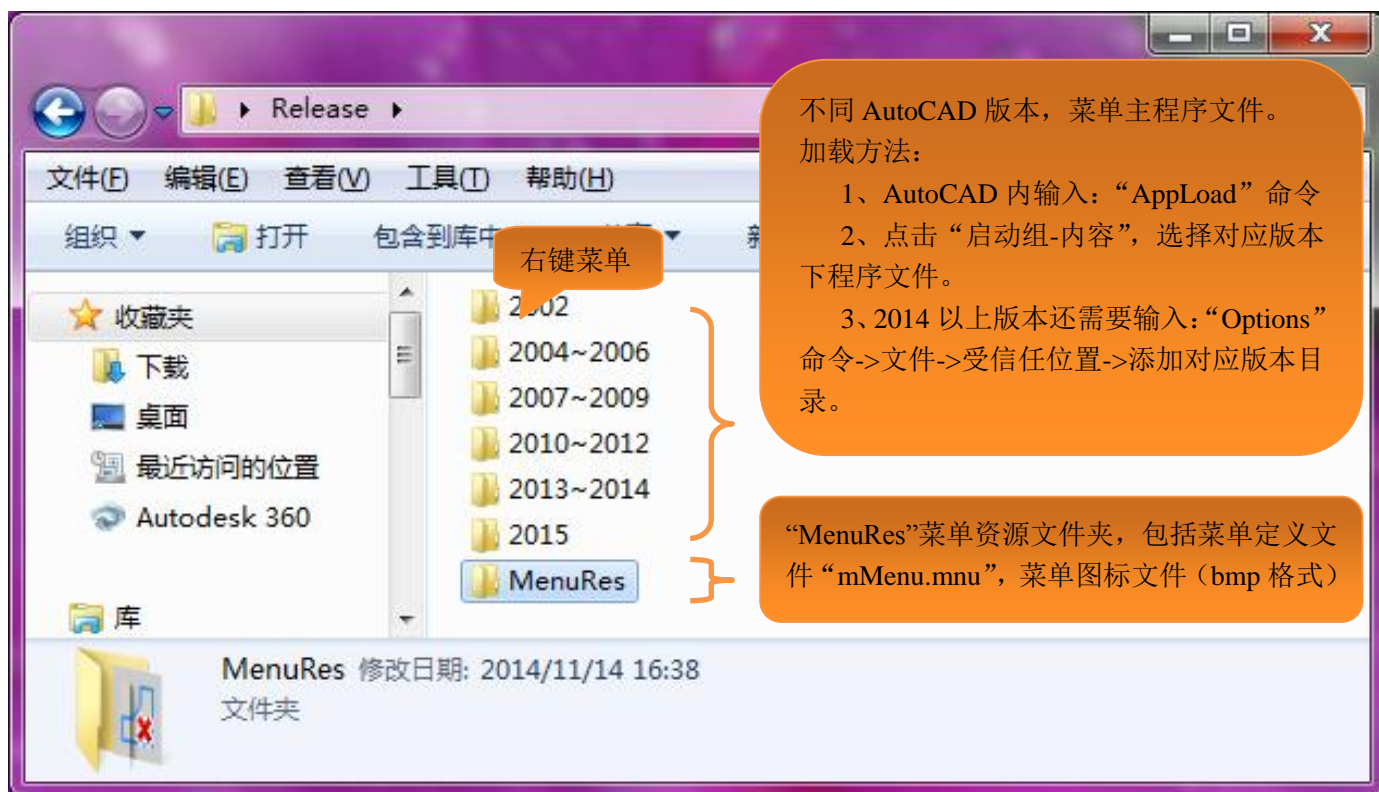 Release
文件(F) 编辑(E) 查看(V) 工具(T) 帮助(H)
组织 打开 包含到库中
右键菜单
收藏夹
下载
桌面
最近访问的位置
Autodesk 360
库
2002
2004~2006
2007~2009
2010~2012
2013~2014
2015
MenuRes
不同 AutoCAD 版本，菜单主程序文件。
加载方法：
1、AutoCAD 内输入：“AppLoad”命令
2、点击“启动组-内容”，选择对应版本
下程序文件。
3、2014 以上版本还需要输入：“Options”
命令->文件->受信任位置->添加对应版本目
录。
“MenuRes”菜单资源文件夹，包括菜单定义文
件“mMenu.mnu”，菜单图标文件（bmp 格式）
MenuRes 修改日期: 2014/11/14 16:38
文件夹